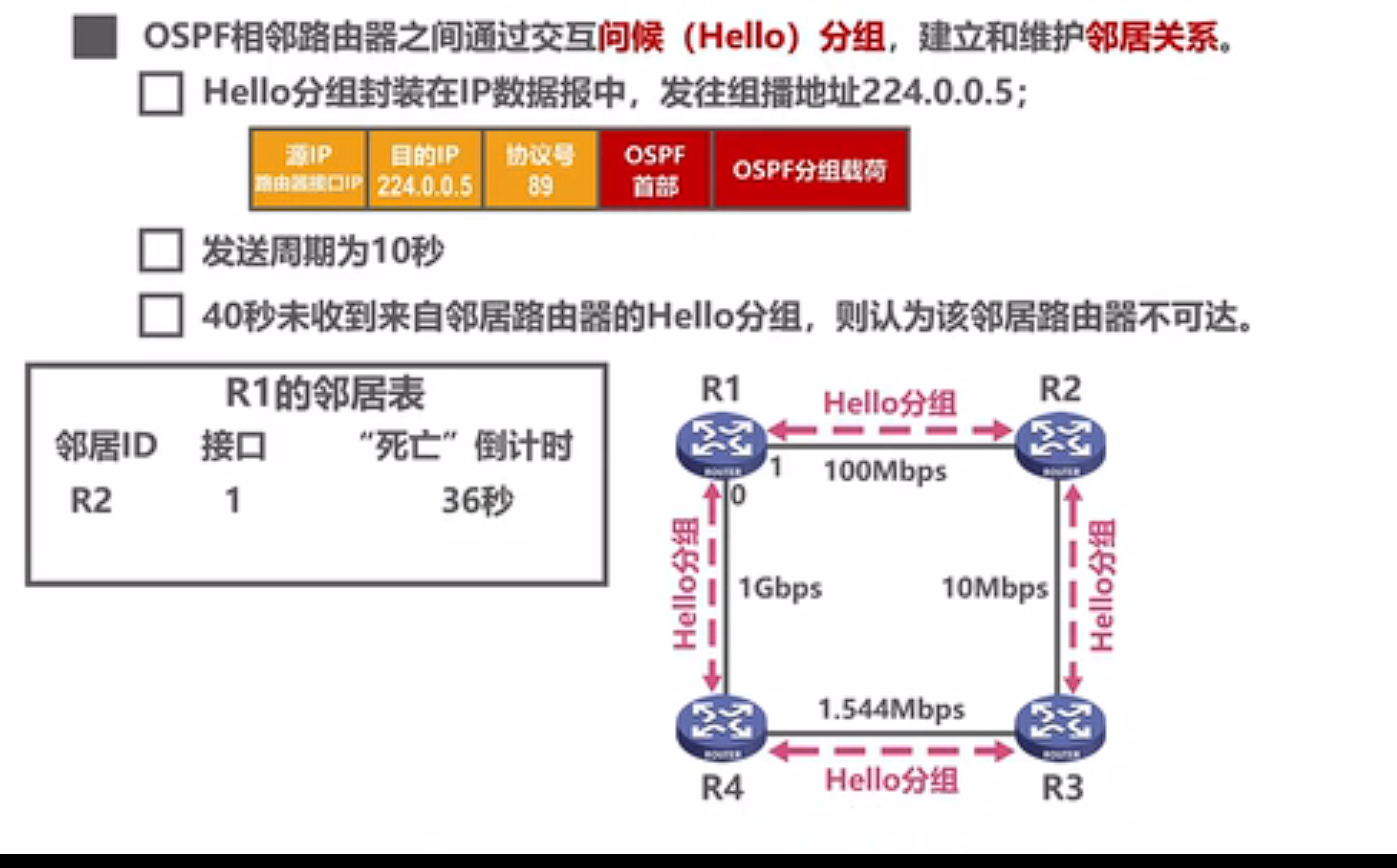 OSPF相邻路由器之间通过交互问候（Hello）分组，建立和维护邻居关系。
Hello分组封装在IP数据报中，发往组播地址224.0.0.5；
源IP 目的IP 协议号 OSPF OSPF分组载荷
路由器接口IP 224.0.0.5 89 首部
发送周期为10秒
40秒未收到来自邻居路由器的Hello分组，则认为该邻居路由器不可达。
R1的邻居表
邻居ID 接口 “死亡”倒计时
R2 1 36秒
R1 Hello分组 R2
ROUTER 1 100Mbps ROUTER
0
Hello分组 1Gbps 10Mbps Hello分组
1.544Mbps
ROUTER ROUTER
R4 Hello分组 R3